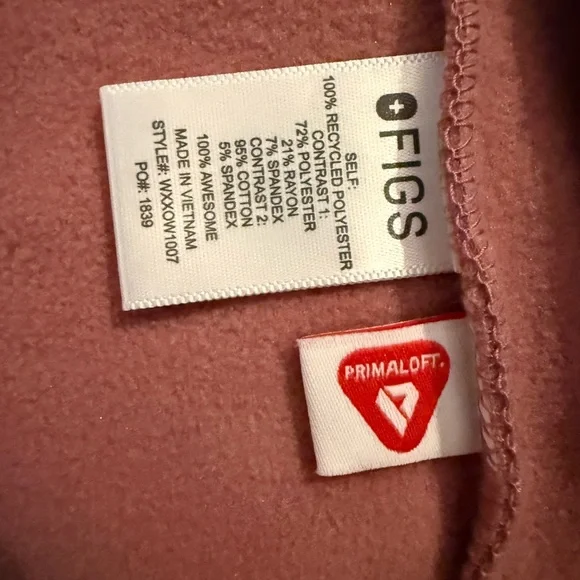 FIGS
SELF:
100% RECYCLED POLYESTER
CONTRAST 1:
72% POLYESTER
21% RAYON
7% SPANDEX
CONTRAST 2:
95% COTTON
5% SPANDEX
100% AWESOME
MADE IN VIETNAM
STYLE#: WXXOW1007
PO#: 1839
PRIMALOFT.